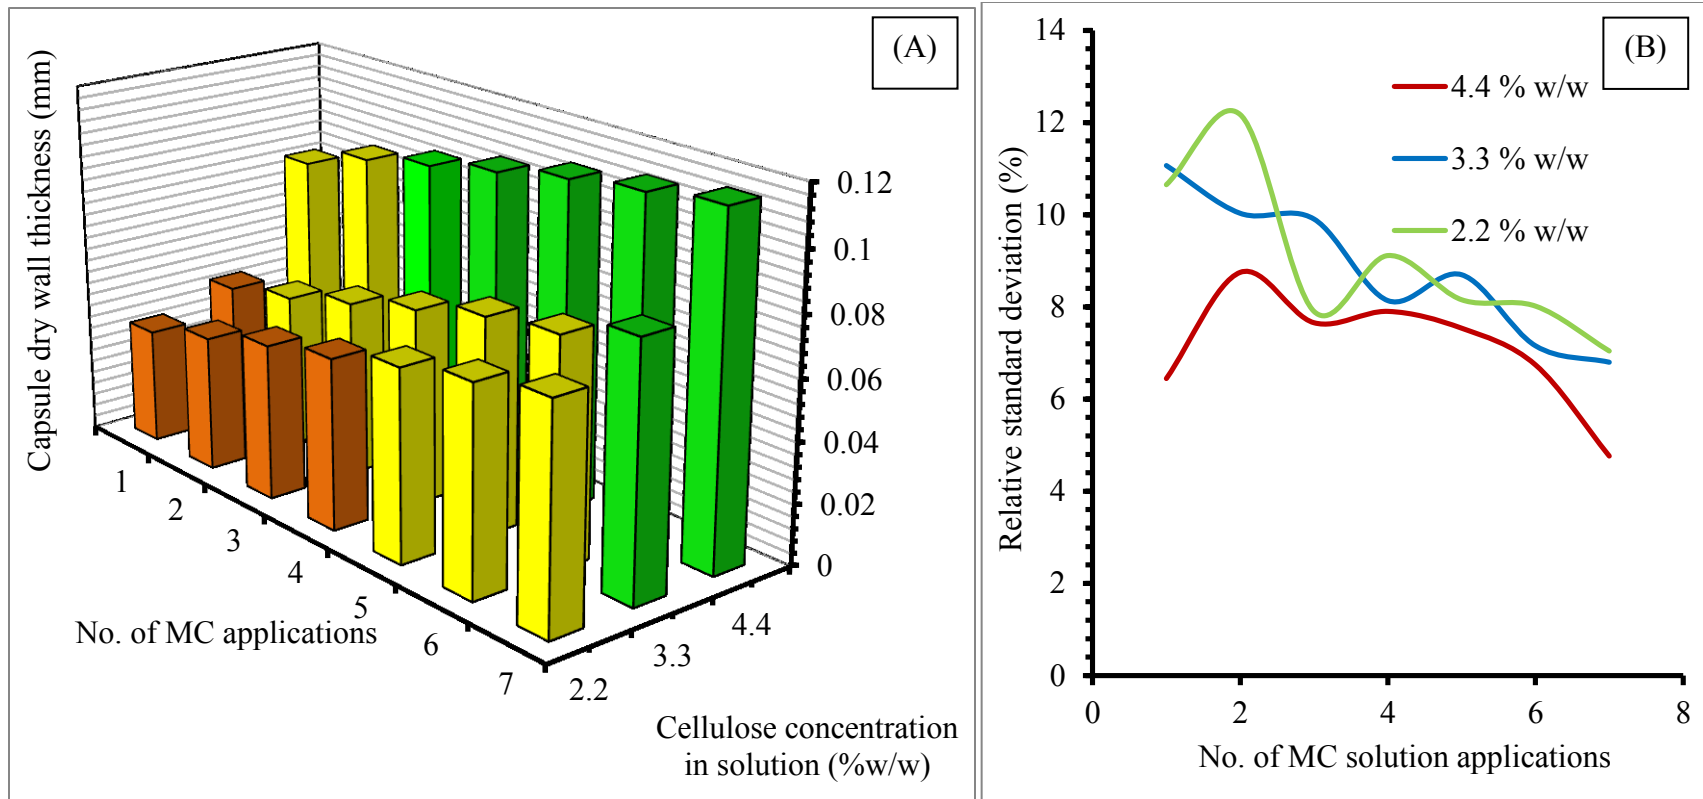 (A)
Capsule dry wall thickness (mm)
0.12
0.1
0.08
0.06
0.04
0.02
0
1
2
3
4
5
6
7
No. of MC applications
2.2
3.3
4.4
Cellulose concentration
in solution (%w/w)
(B)
Relative standard deviation (%)
14
12
10
8
6
4
2
0
4.4 % w/w
3.3 % w/w
2.2 % w/w
0
2
4
6
8
No. of MC solution applications